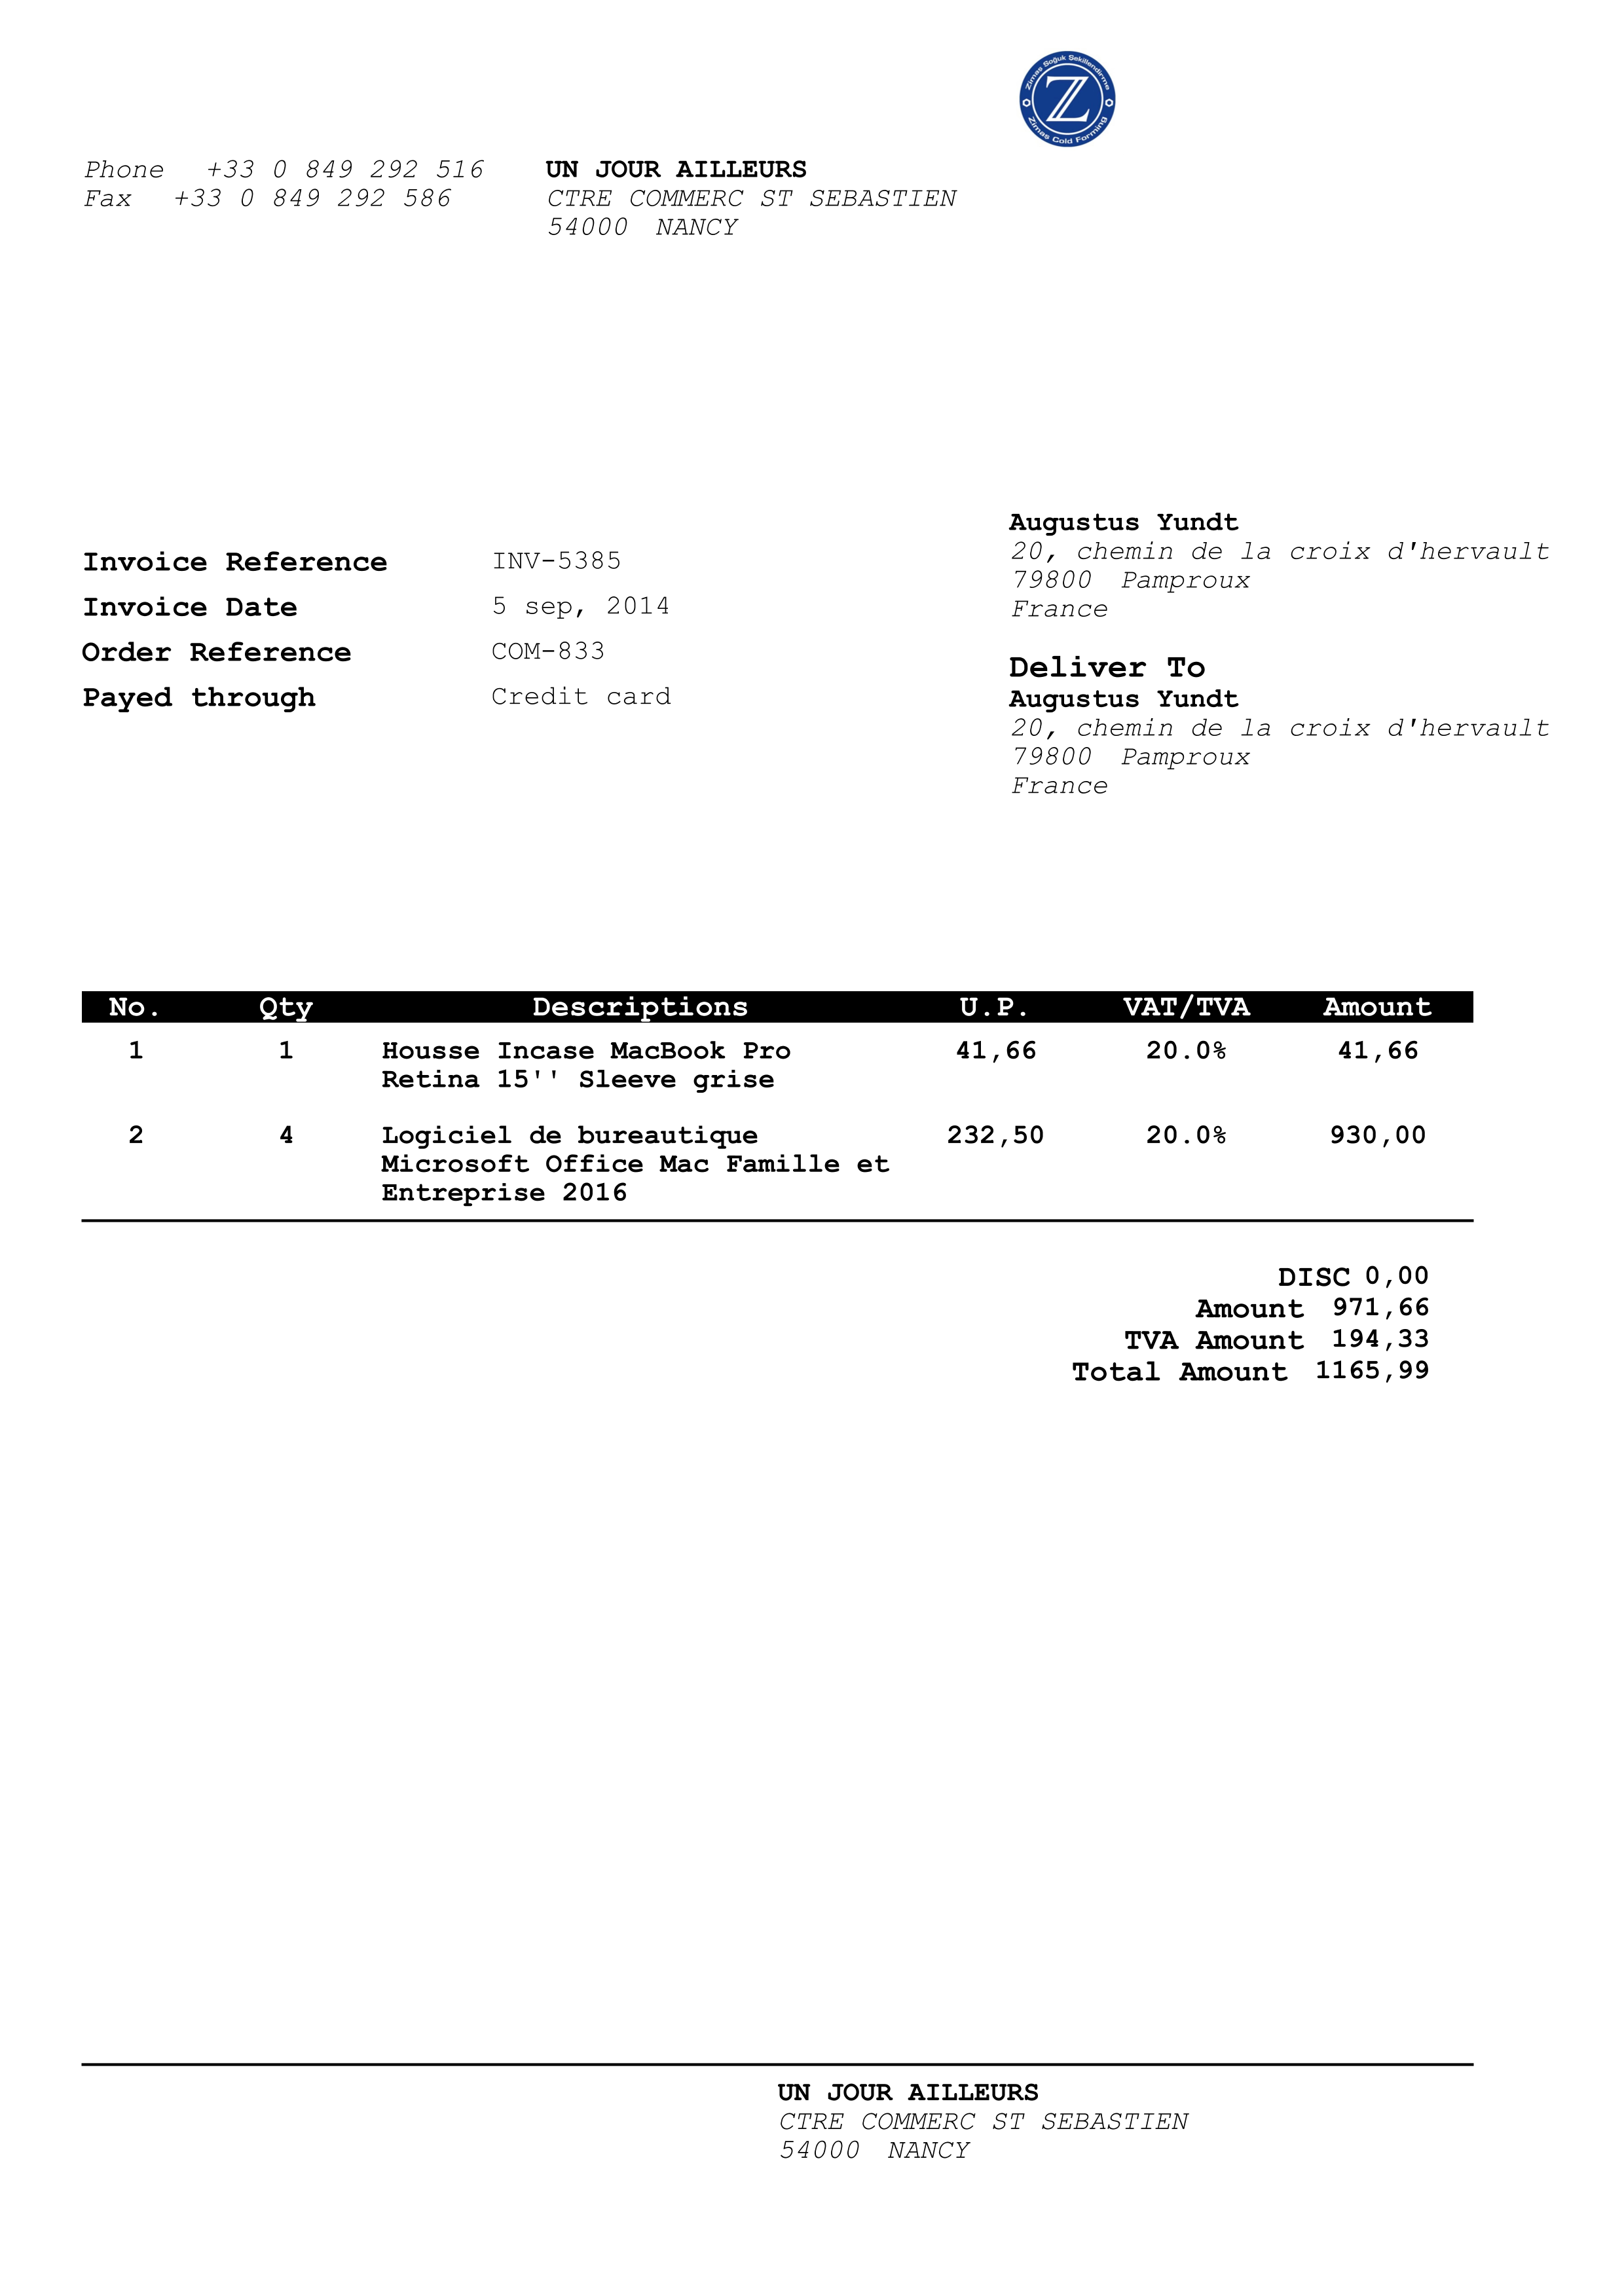 Zimas Soğuk Sekillendirme
Z
Zimas Cold Forming
Phone +33 0 849 292 516
Fax +33 0 849 292 586
UN JOUR AILLEURS
CTRE COMMERC ST SEBASTIEN
54000 NANCY
Invoice Reference INV-5385
Invoice Date 5 sep, 2014
Order Reference COM-833
Payed through Credit card
Augustus Yundt
20, chemin de la croix d'hervault
79800 Pamproux
France
Deliver To
Augustus Yundt
20, chemin de la croix d'hervault
79800 Pamproux
France
No. Qty Descriptions U.P. VAT/TVA Amount
1 1 Housse Incase MacBook Pro 41,66 20.0% 41,66
Retina 15'' Sleeve grise
2 4 Logiciel de bureautique 232,50 20.0% 930,00
Microsoft Office Mac Famille et
Entreprise 2016
DISC 0,00
Amount 971,66
TVA Amount 194,33
Total Amount 1165,99
UN JOUR AILLEURS
CTRE COMMERC ST SEBASTIEN
54000 NANCY